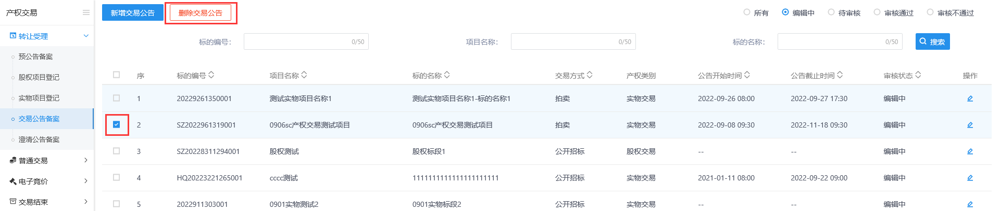 产权交易
转让受理
预公告备案
股权项目登记
实物项目登记
交易公告备案
澄清公告备案
普通交易
电子竞价
交易结束
新增交易公告 删除交易公告 所有 编辑中 待审核 审核通过 审核不通过
标的编号: 0/50 项目名称: 0/50 标的名称: 0/50 搜索
序 标的编号 项目名称 标的名称 交易方式 产权类别 公告开始时间 公告截止时间 审核状态 操作
1 20229261350001 测试实物项目名称1 测试实物项目名称1-标的名称1 拍卖 实物交易 2022-09-26 08:00 2022-09-27 17:30 编辑中
2 SZ2022961319001 0906sc产权交易测试项目 0906sc产权交易测试项目 拍卖 实物交易 2022-09-08 09:30 2022-11-18 09:30 编辑中
3 SZ20228311294001 股权测试 股权标段1 公开招标 股权交易 -- -- 编辑中
4 HQ20223221265001 cccc测试 1111111111111111111111 公开招标 实物交易 2021-01-11 08:00 2022-09-22 09:00 编辑中
5 2022911303001 0901实物测试2 0901实物标段2 公开招标 实物交易 -- -- 编辑中